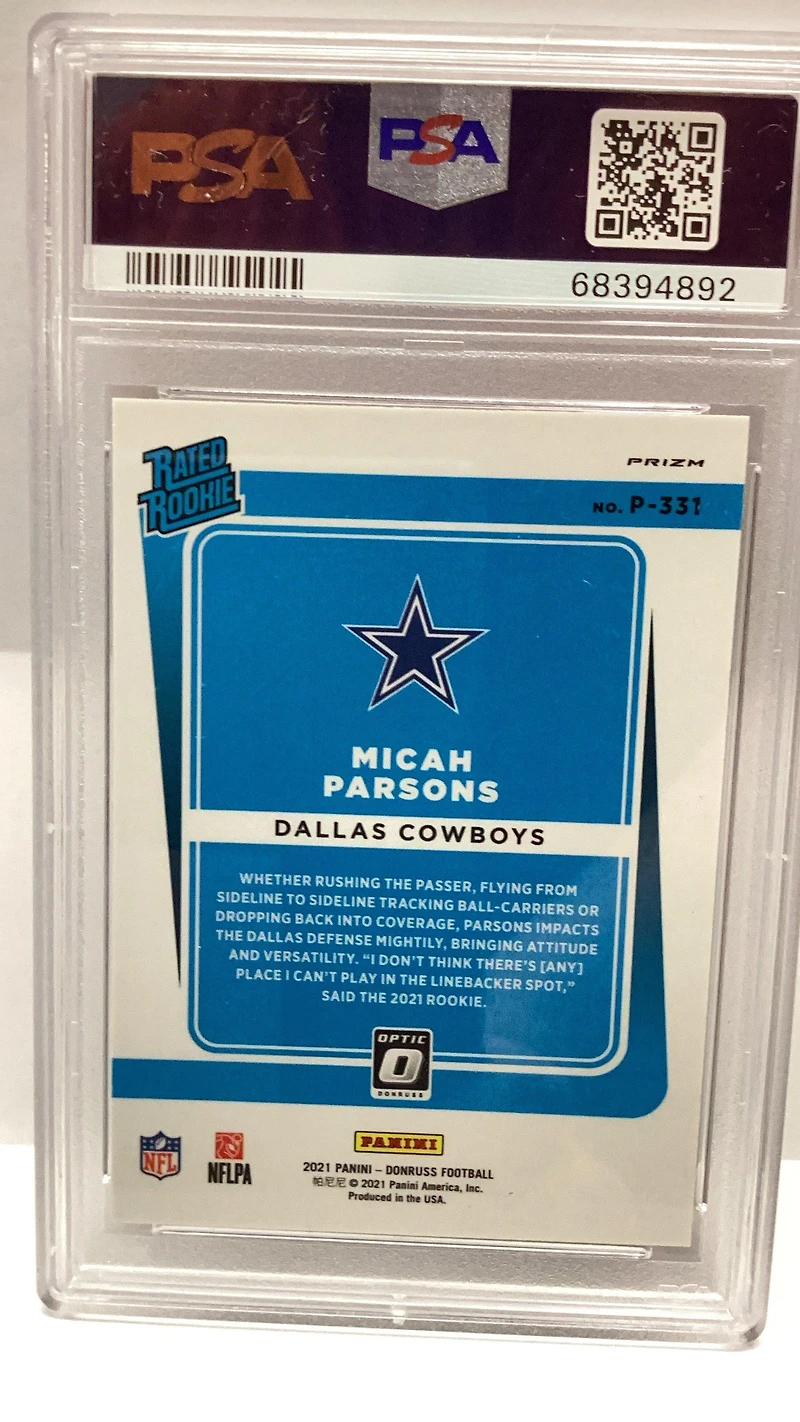 PSA
PSA
68394892
RATED
ROOKIE
PRIZM
NO. P-331
MICAH
PARSONS
DALLAS COWBOYS
WHETHER RUSHING THE PASSER, FLYING FROM
SIDELINE TO SIDELINE TRACKING BALL-CARRIERS OR
DROPPING BACK INTO COVERAGE, PARSONS IMPACTS
THE DALLAS DEFENSE MIGHTILY, BRINGING ATTITUDE
AND VERSATILITY. “I DON’T THINK THERE’S [ANY]
PLACE I CAN’T PLAY IN THE LINEBACKER SPOT,”
SAID THE 2021 ROOKIE.
OPTIC
O
DONRUSS
NFL
NFLPA
PANINI
2021 PANINI – DONRUSS FOOTBALL
帕尼尼 © 2021 Panini America, Inc.
Produced in the USA.